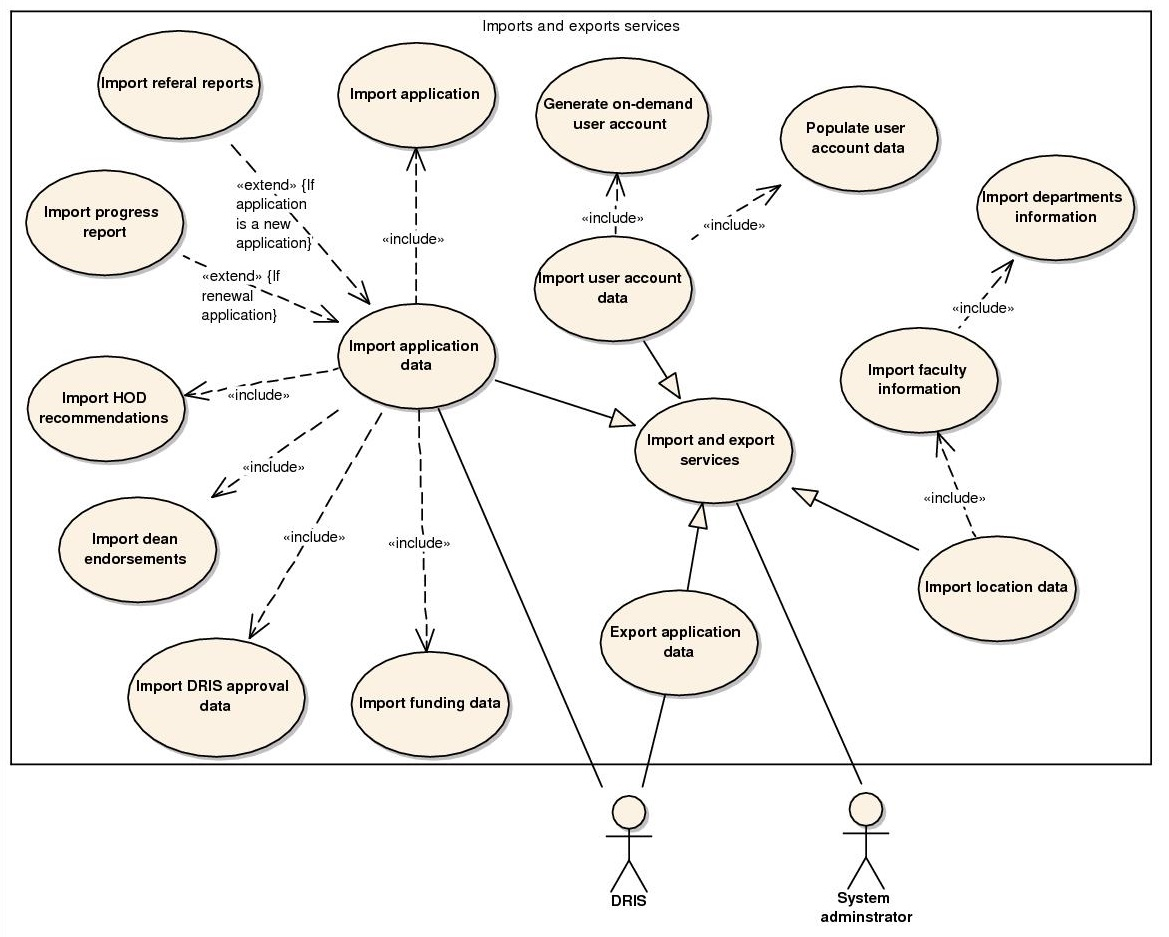 Imports and exports services
Import referal reports
Import application
Generate on-demand
user account
Populate user
account data
Import departments
information
Import progress
report
«extend» {If
application
is a new
application}
«include»
«include»
«include»
«extend» {If
renewal
application}
Import user account
data
«include»
Import application
data
Import faculty
information
Import HOD
recommendations
«include»
Import and export
services
«include»
«include»
Import dean
endorsements
«include»
«include»
Import location data
Export application
data
Import DRIS approval
data
Import funding data
DRIS
System
adminstrator